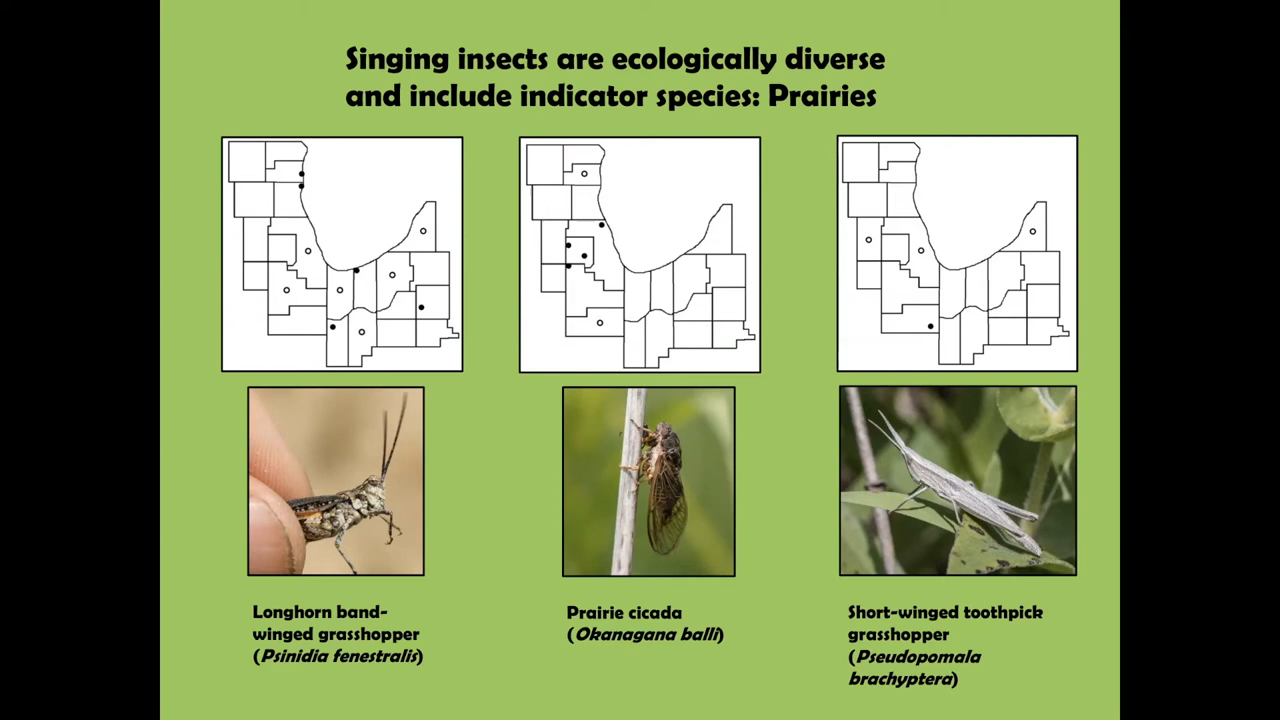 Singing insects are ecologically diverse
and include indicator species: Prairies
Longhorn band-
winged grasshopper
(Psinidia fenestralis)
Prairie cicada
(Okanagana balli)
Short-winged toothpick
grasshopper
(Pseudopomala
brachyptera)